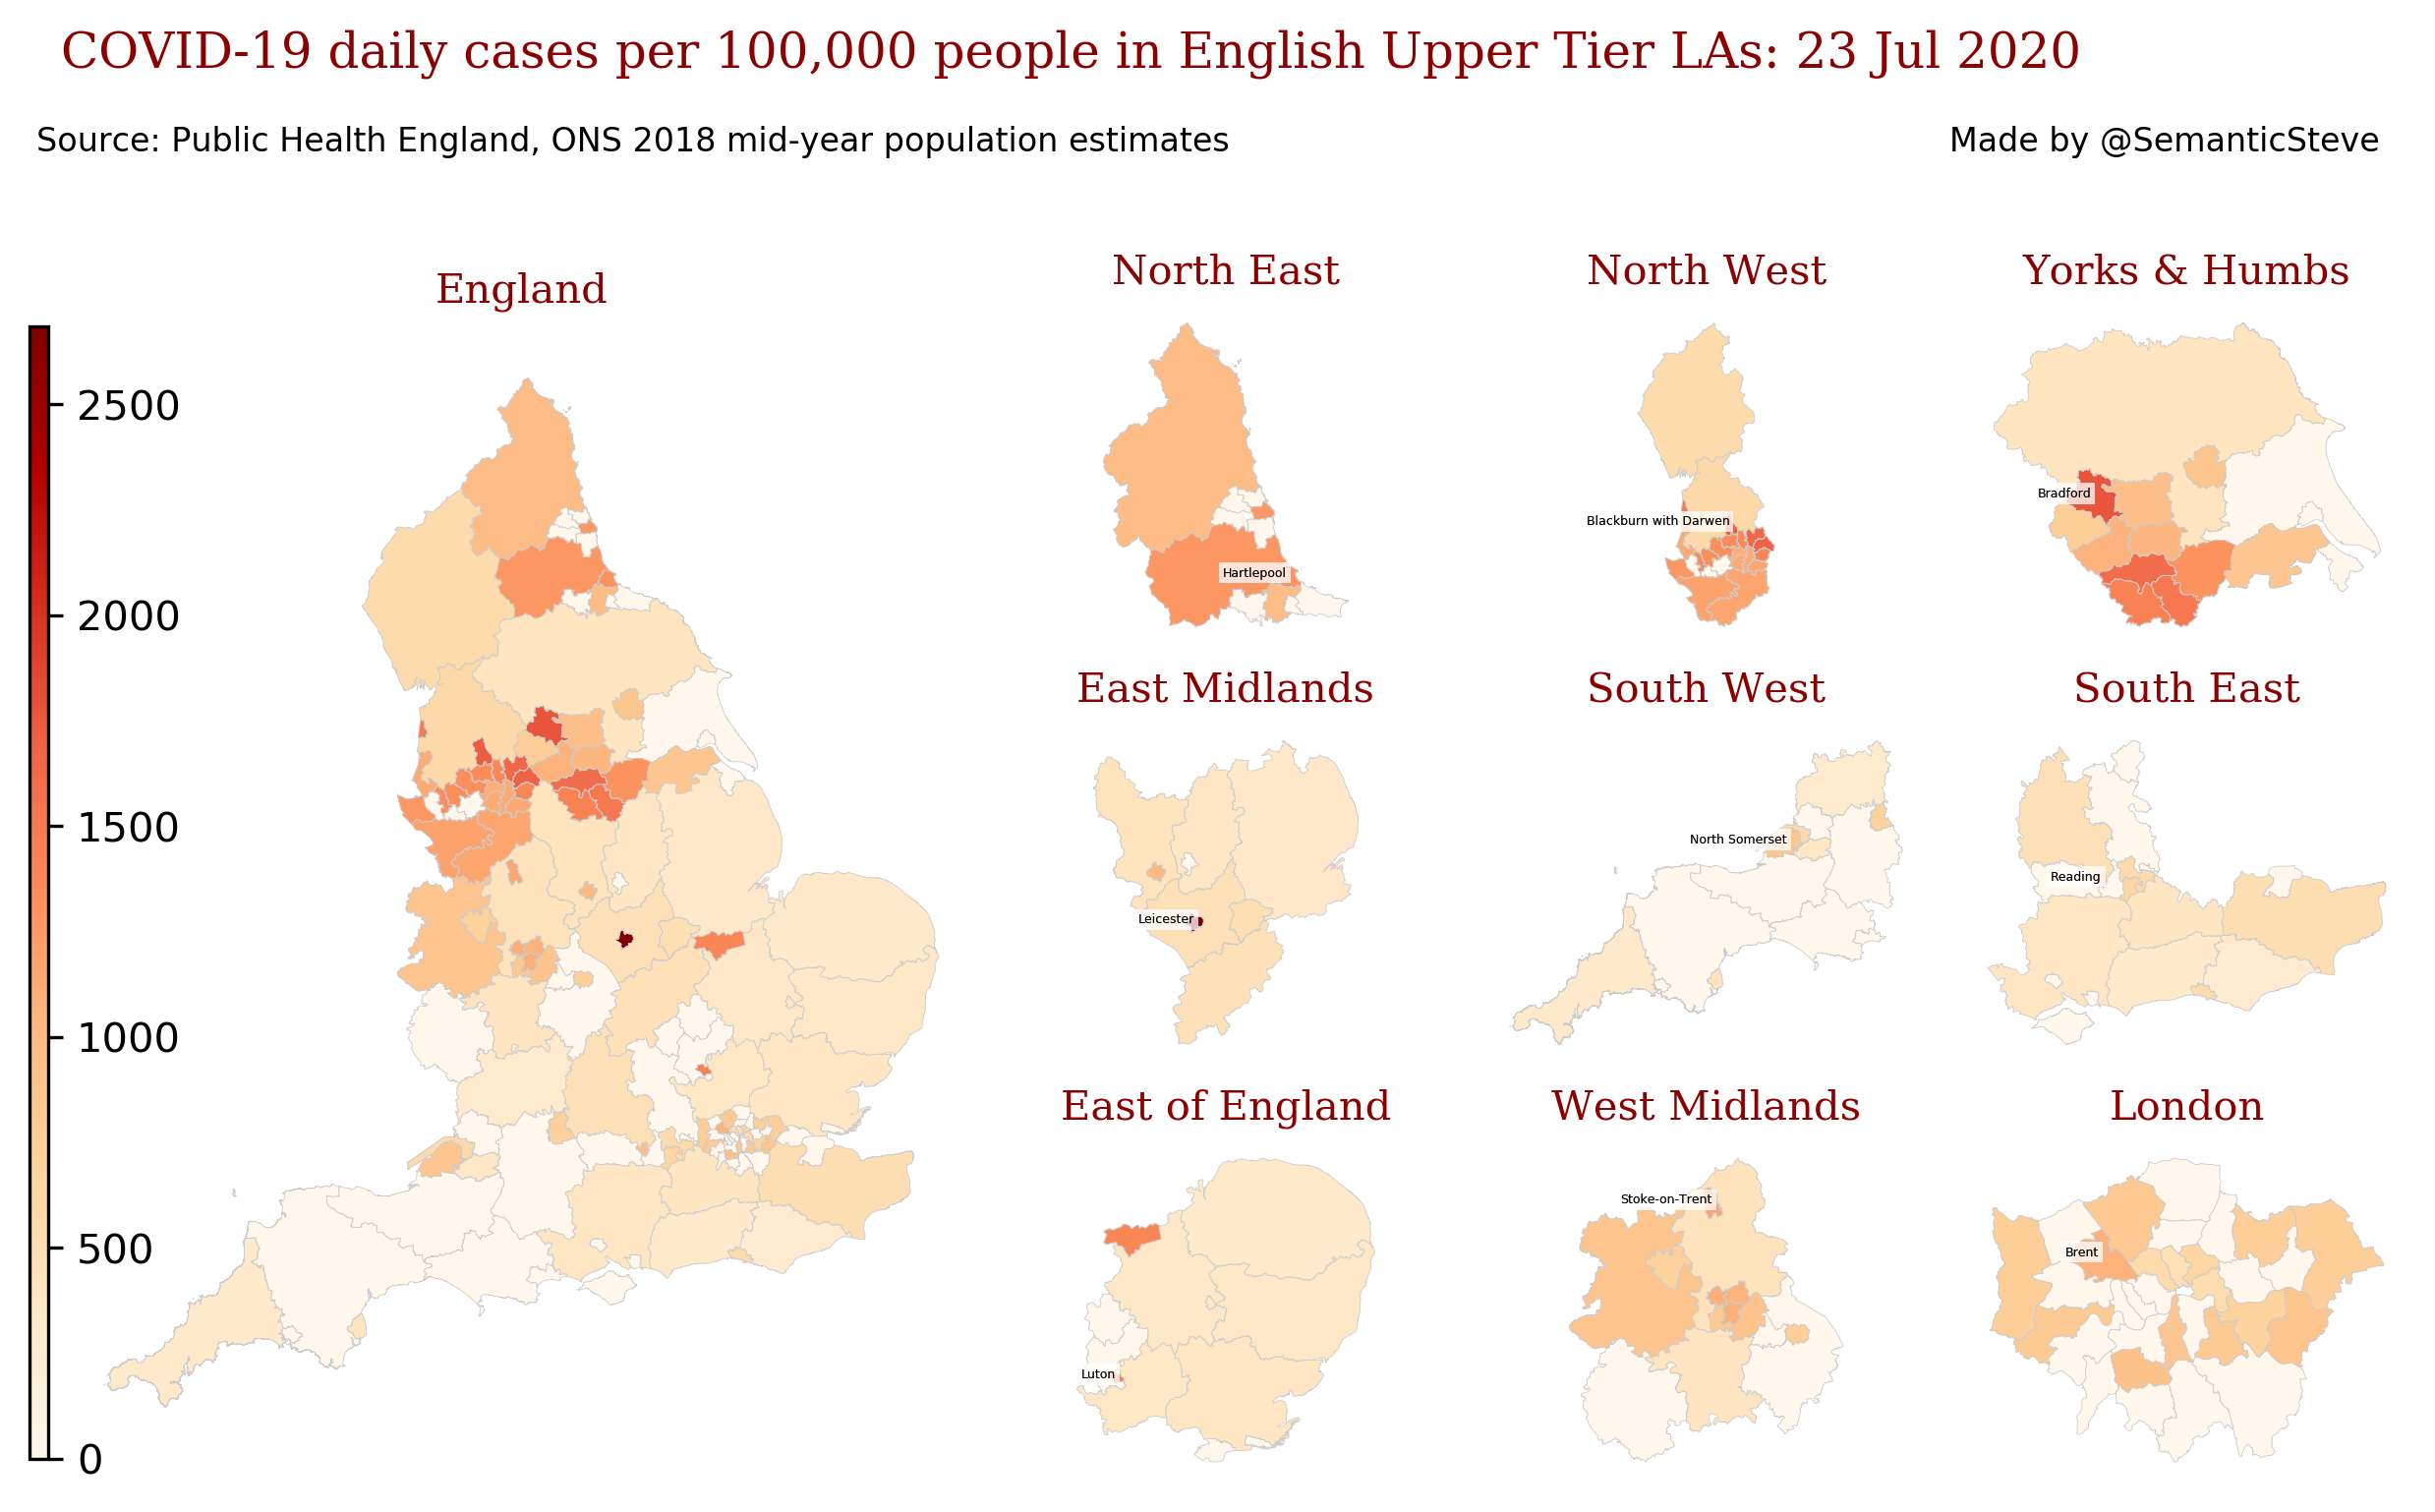 COVID-19 daily cases per 100,000 people in English Upper Tier LAs: 23 Jul 2020
Source: Public Health England, ONS 2018 mid-year population estimates
Made by @SemanticSteve
England
2500
2000
1500
1000
500
0
North East
Hartlepool
North West
Blackburn with Darwen
Yorks & Humbs
Bradford
East Midlands
Leicester
South West
North Somerset
South East
Reading
East of England
Luton
West Midlands
Stoke-on-Trent
London
Brent